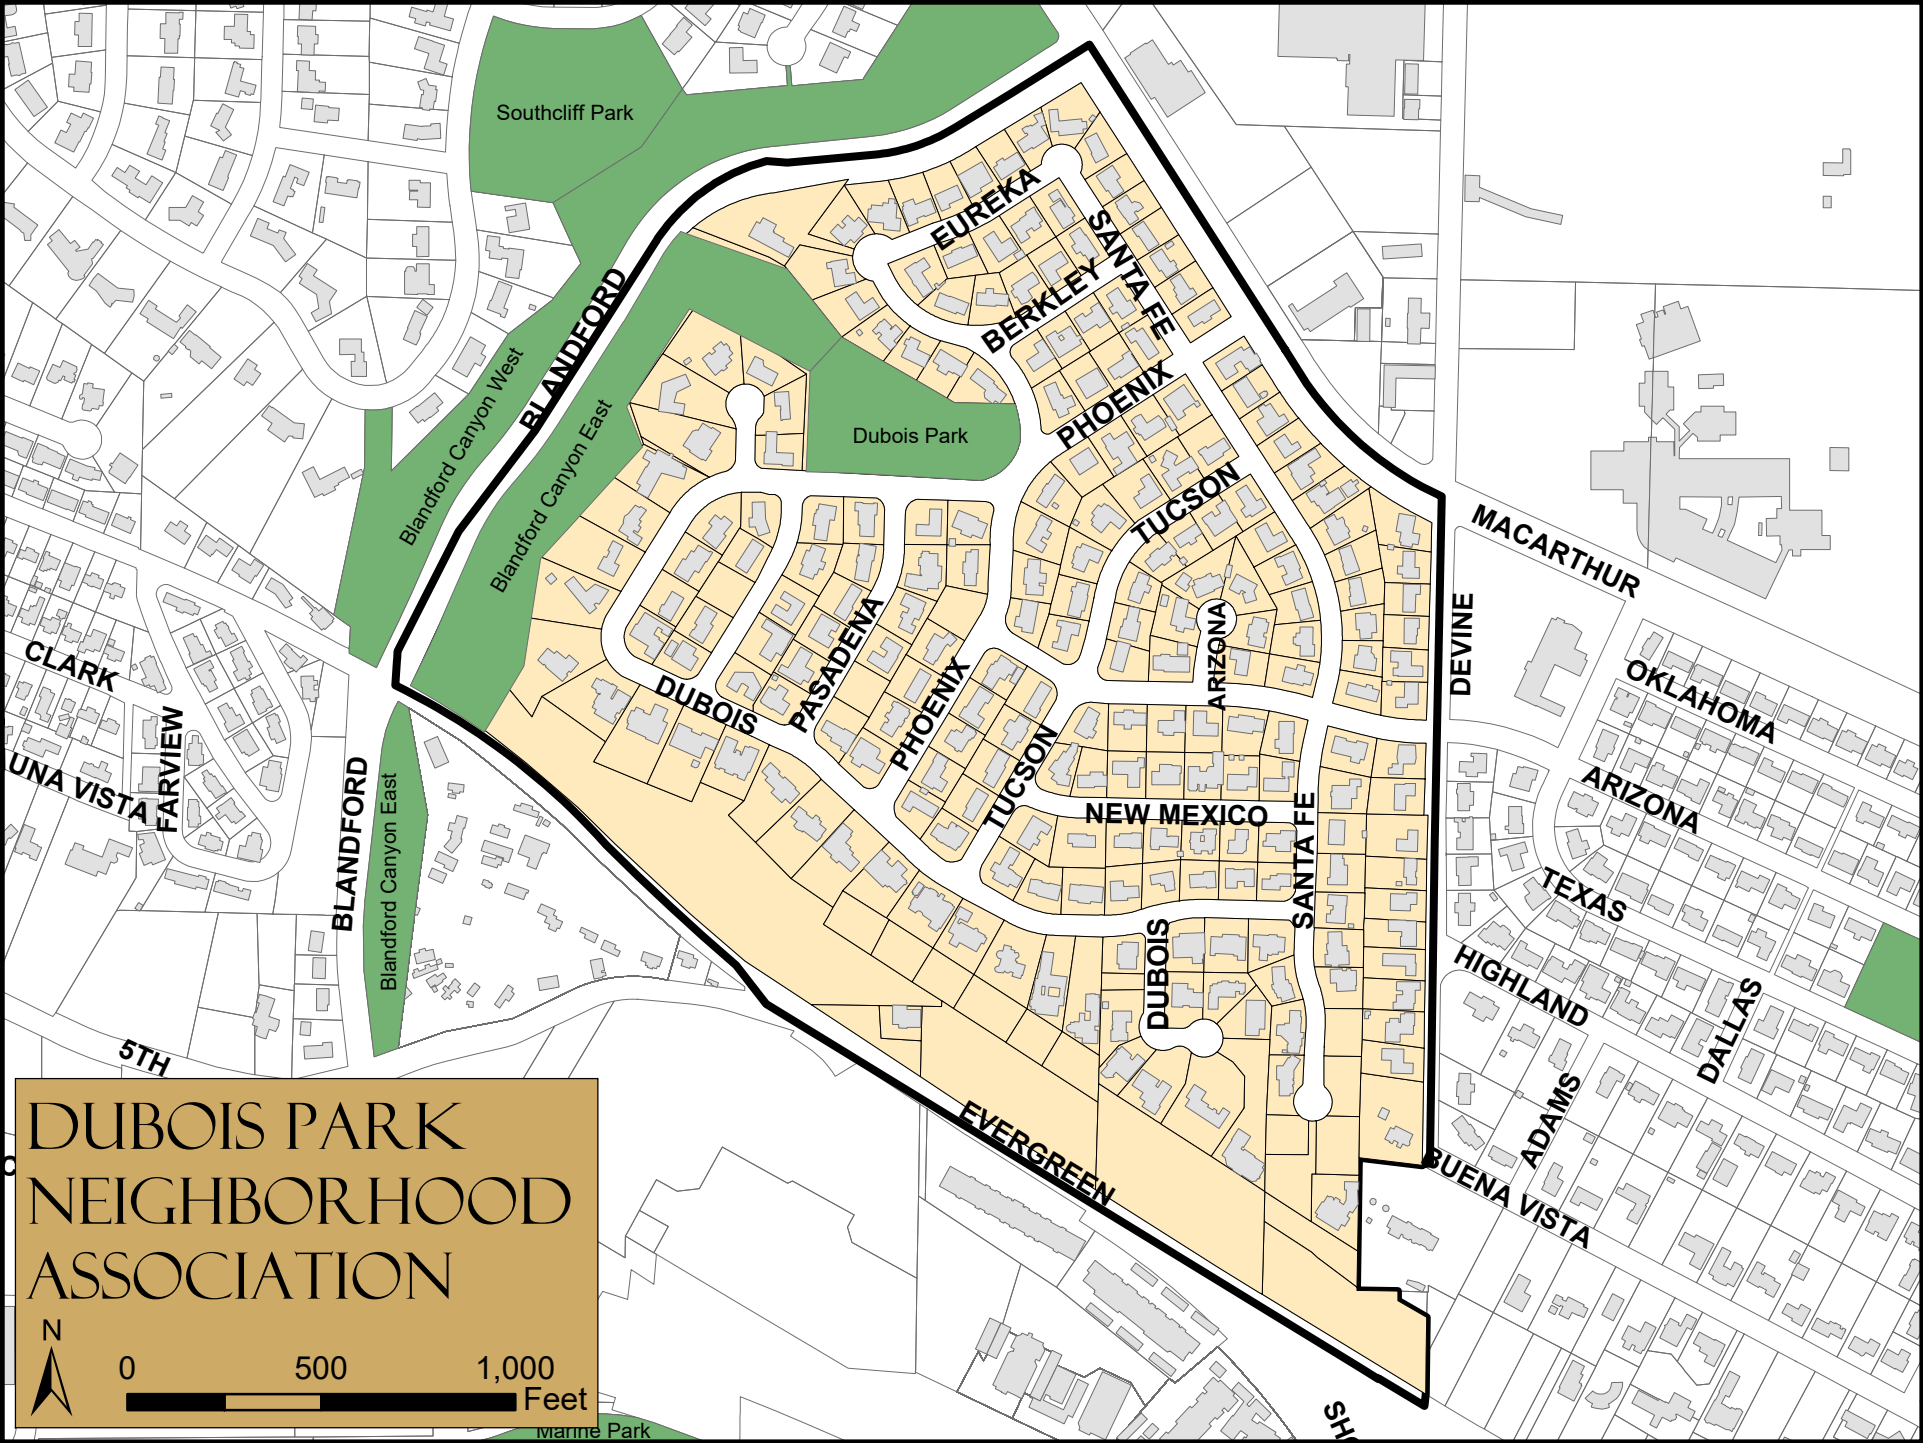 Southcliff Park
EUREKA
SANTA FE
BERKLEY
BLANDFORD
Blandford Canyon West
Blandford Canyon East
Dubois Park
PHOENIX
TUCSON
MACARTHUR
DEVINE
PASADENA
ARIZONA
CLARK
DUBOIS
PHOENIX
OKLAHOMA
FARVIEW
UNA VISTA
BLANDFORD
Blandford Canyon East
TUCSON
NEW MEXICO
SANTA FE
ARIZONA
TEXAS
DUBOIS
HIGHLAND
DALLAS
5TH
ADAMS
EVERGREEN
BUENA VISTA
DUBOIS PARK
NEIGHBORHOOD
ASSOCIATION
N
0 500 1,000
Feet
Marine Park